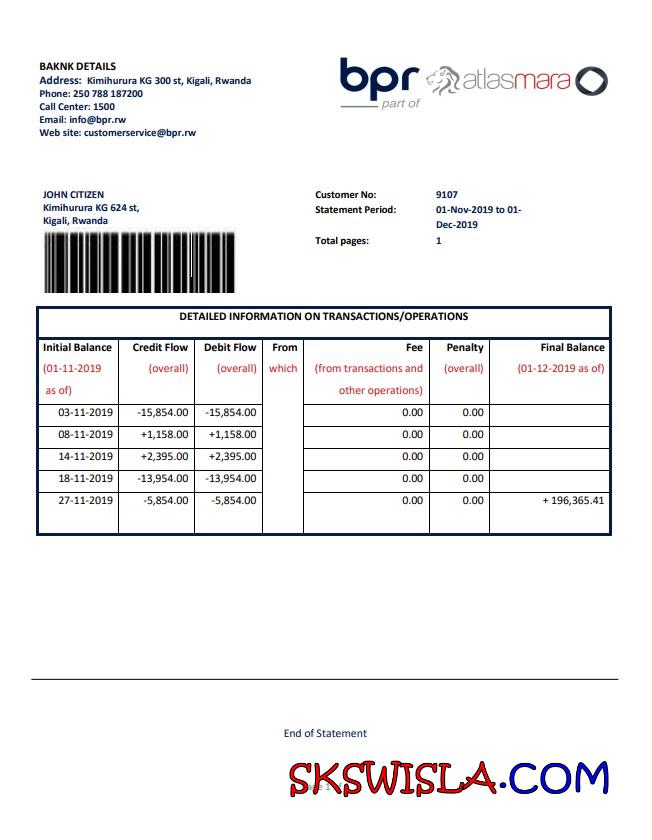 BAKNK DETAILS
Address: Kimihurura KG 300 st, Kigali, Rwanda
Phone: 250 788 187200
Call Center: 1500
Email: info@bpr.rw
Web site: customerservice@bpr.rw
bpr atlasmara
part of
JOHN CITIZEN
Kimihurura KG 624 st,
Kigali, Rwanda
Customer No: 9107
Statement Period: 01-Nov-2019 to 01-
Dec-2019
Total pages: 1
DETAILED INFORMATION ON TRANSACTIONS/OPERATIONS
Initial Balance Credit Flow Debit Flow From Fee Penalty Final Balance
(01-11-2019 (overall) (overall) which (from transactions and (overall) (01-12-2019 as of)
as of) other operations)
03-11-2019 -15,854.00 -15,854.00 0.00 0.00
08-11-2019 +1,158.00 +1,158.00 0.00 0.00
14-11-2019 +2,395.00 +2,395.00 0.00 0.00
18-11-2019 -13,954.00 -13,954.00 0.00 0.00
27-11-2019 -5,854.00 -5,854.00 0.00 0.00 + 196,365.41
End of Statement
SKSWISLA.COM